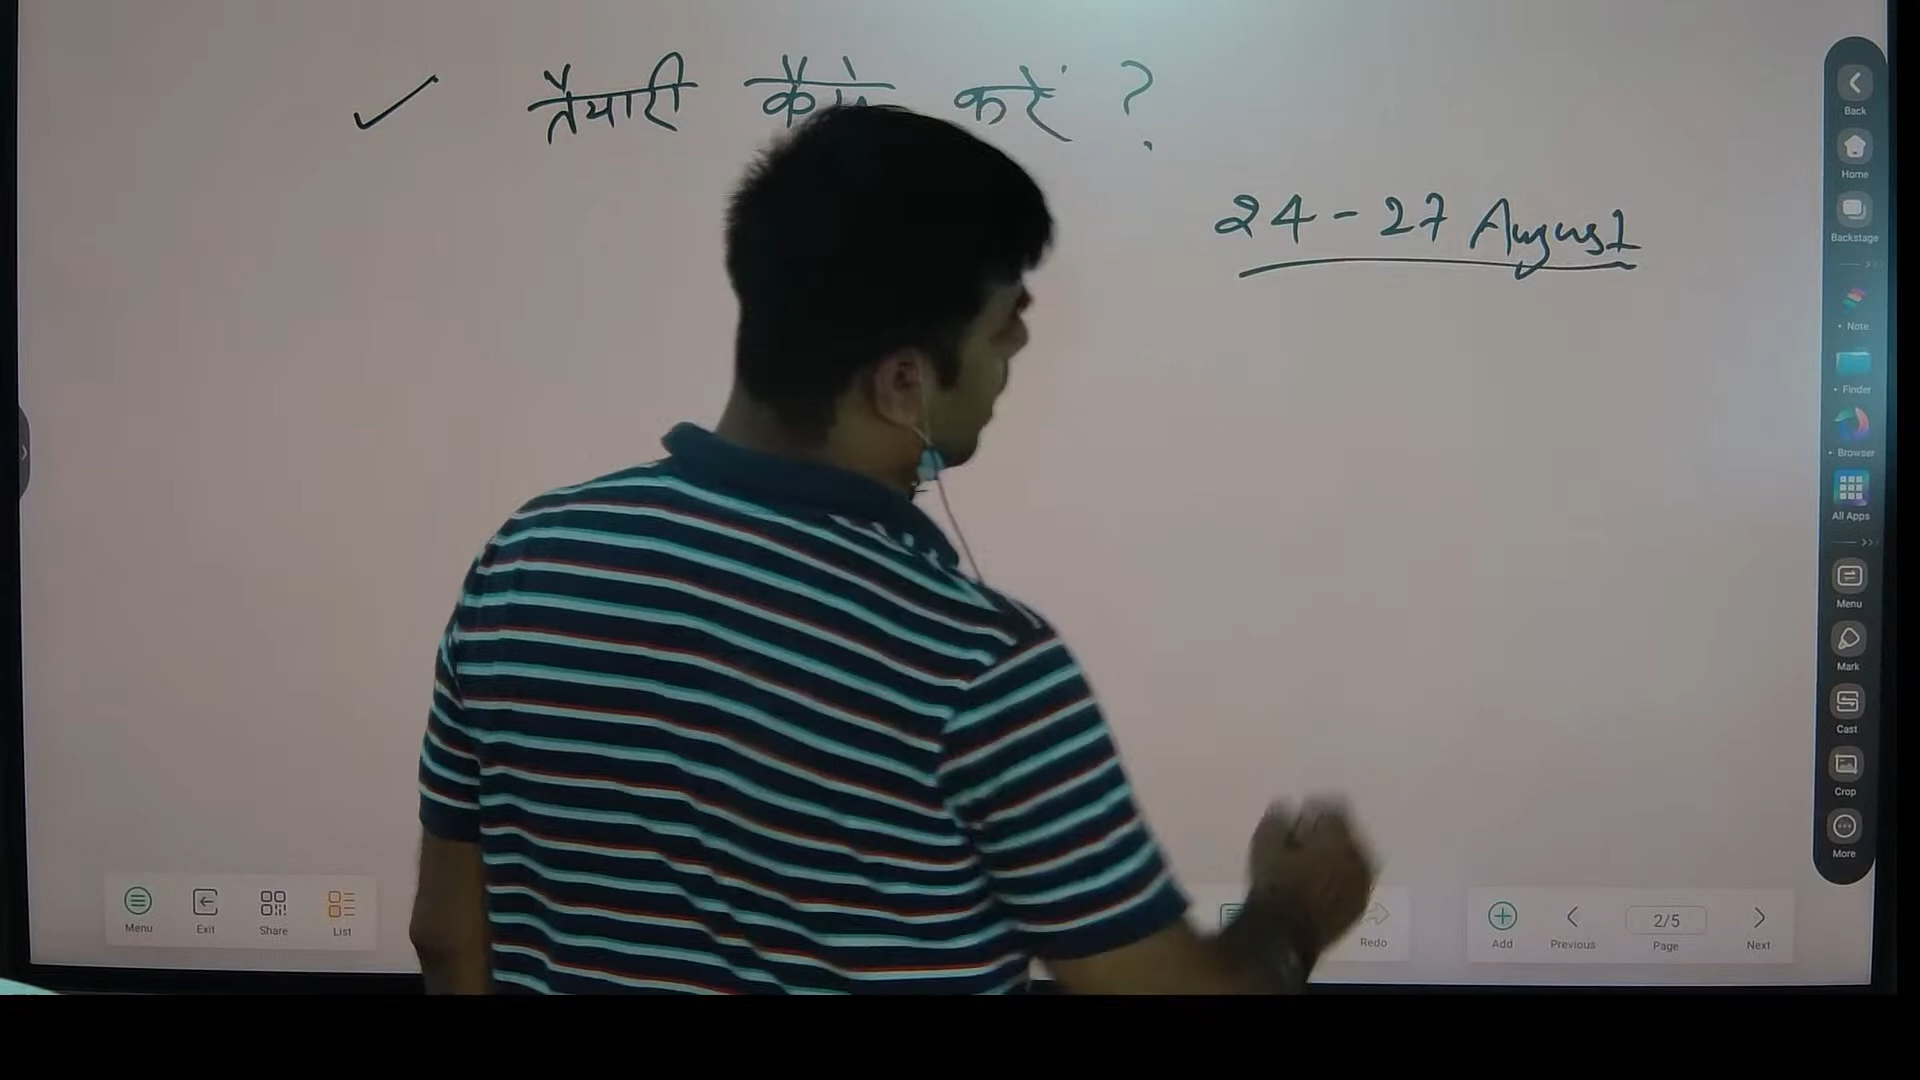 ✓ तैयारी कैसे करें ?
24 - 27 August
Back
Home
Backstage
• Note
• Finder
• Browser
All Apps
Menu
Mark
Cast
Crop
More
Menu Exit Share List Redo Add Previous 2/5 Page Next